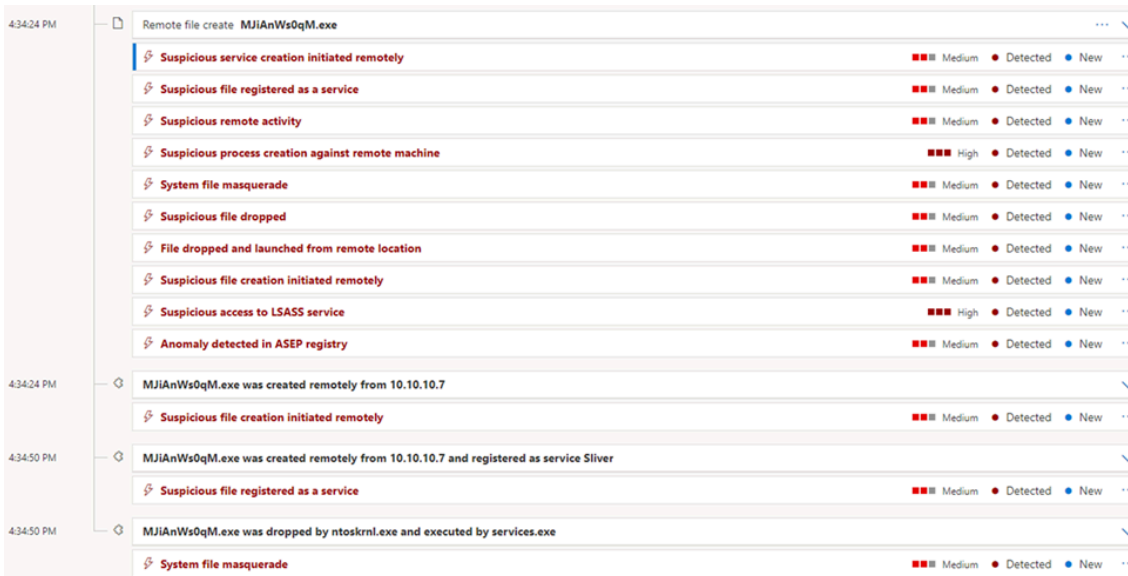 4:34:24 PM Remote file create MJiAnWs0qM.exe
Suspicious service creation initiated remotely Medium Detected New
Suspicious file registered as a service Medium Detected New
Suspicious remote activity Medium Detected New
Suspicious process creation against remote machine High Detected New
System file masquerade Medium Detected New
Suspicious file dropped Medium Detected New
File dropped and launched from remote location Medium Detected New
Suspicious file creation initiated remotely Medium Detected New
Suspicious access to LSASS service High Detected New
Anomaly detected in ASEP registry Medium Detected New
4:34:24 PM MJiAnWs0qM.exe was created remotely from 10.10.10.7
Suspicious file creation initiated remotely Medium Detected New
4:34:50 PM MJiAnWs0qM.exe was created remotely from 10.10.10.7 and registered as service Sliver
Suspicious file registered as a service Medium Detected New
4:34:50 PM MJiAnWs0qM.exe was dropped by ntoskrnl.exe and executed by services.exe
System file masquerade Medium Detected New